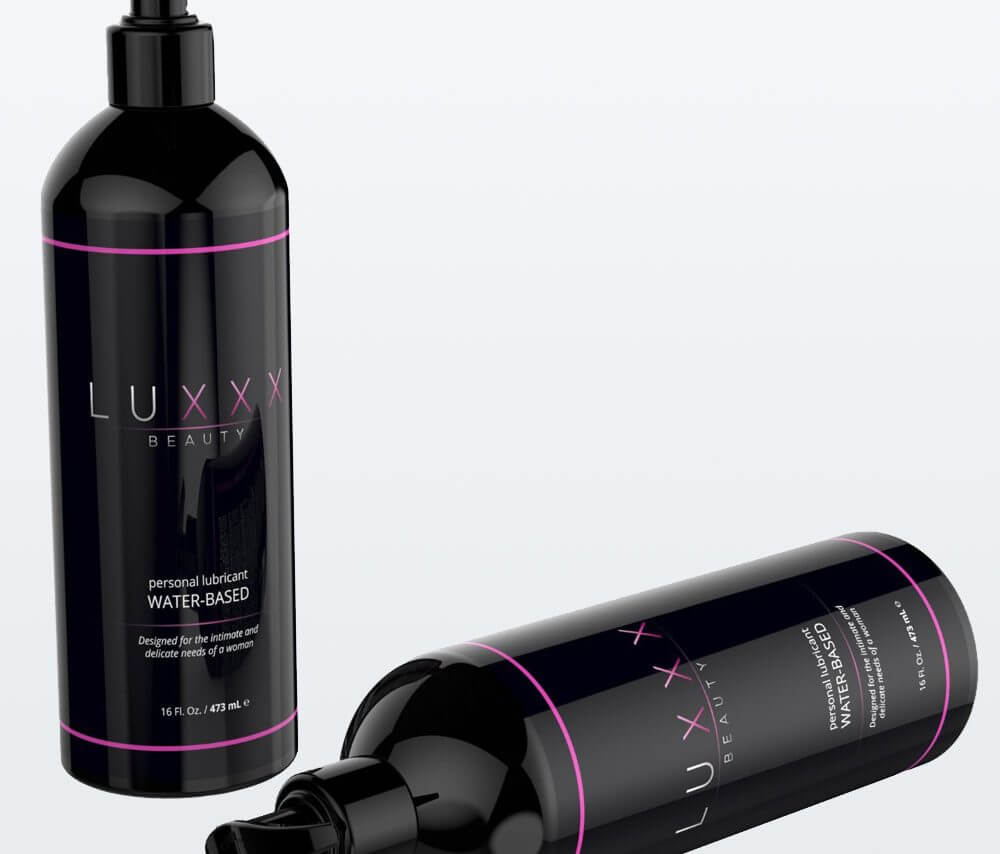 LUXXX
BEAUTY
personal lubricant
WATER-BASED
Designed for the intimate and
delicate needs of a woman
16 Fl. Oz. / 473 mL ℮
LUXXX
BEAUTY
personal lubricant
WATER-BASED
Designed for the intimate and
delicate needs of a woman
16 Fl. Oz. / 473 mL ℮